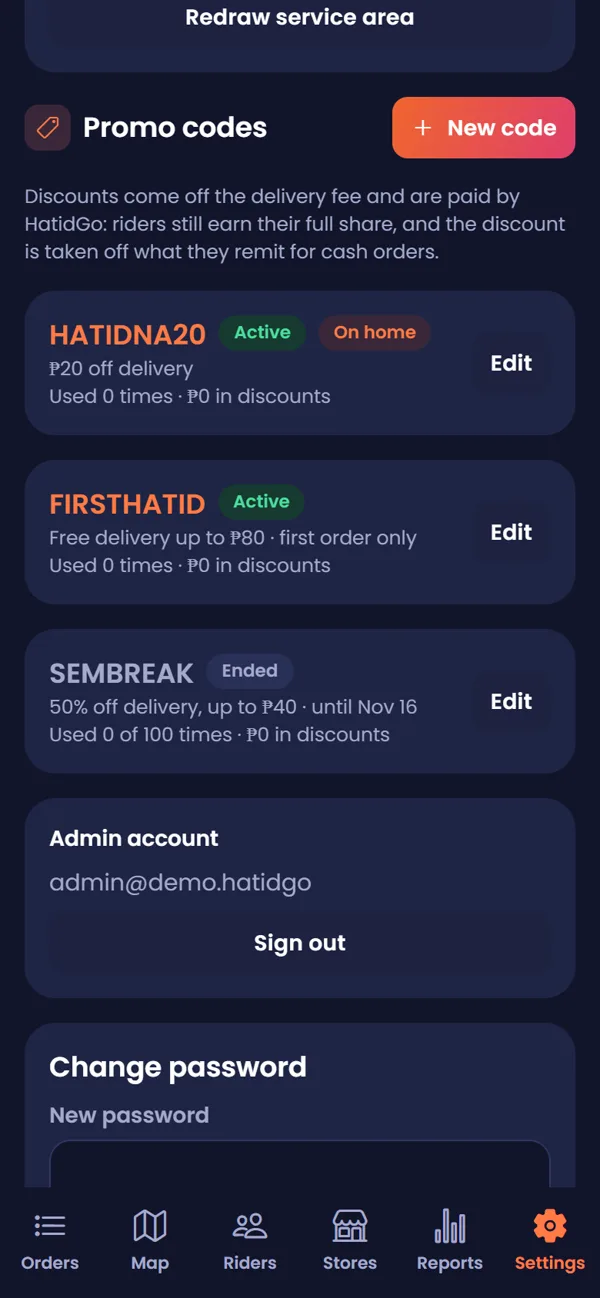 Redraw service area
Promo codes
+ New code
Discounts come off the delivery fee and are paid by
HatidGo: riders still earn their full share, and the discount
is taken off what they remit for cash orders.
HATIDNA20 Active On home
₱20 off delivery
Used 0 times · ₱0 in discounts
Edit
FIRSTHATID Active
Free delivery up to ₱80 · first order only
Used 0 times · ₱0 in discounts
Edit
SEMBREAK Ended
50% off delivery, up to ₱40 · until Nov 16
Used 0 of 100 times · ₱0 in discounts
Edit
Admin account
admin@demo.hatidgo
Sign out
Change password
New password
Orders Map Riders Stores Reports Settings